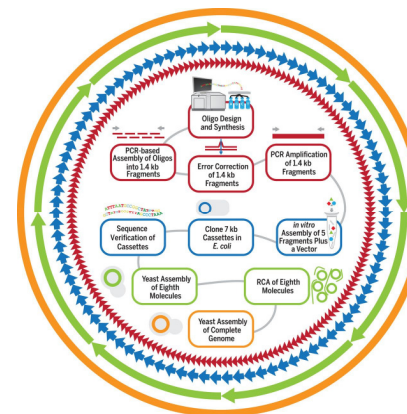 Oligo Design
and Synthesis
PCR-based
Assembly of Oligos
into 1.4 kb
Fragments
Error Correction
of 1.4 kb
Fragments
PCR Amplification
of 1.4 kb
Fragments
Sequence
Verification of
Cassettes
Clone 7 kb
Cassettes in
E. coli
in vitro
Assembly of 5
Fragments Plus
a Vector
Yeast Assembly
of Eighth
Molecules
RCA of Eighth
Molecules
Yeast Assembly
of Complete
Genome